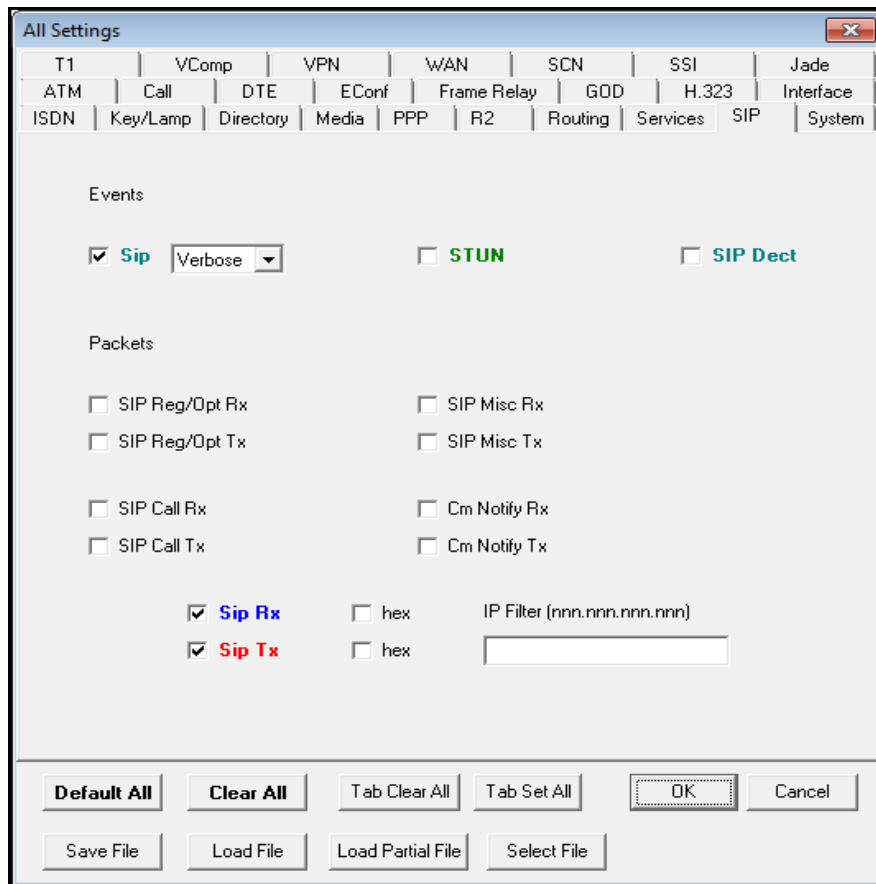 All Settings
T1 VComp VPN WAN SCN SSI Jade
ATM Call DTE EConf Frame Relay GOD H.323 Interface
ISDN Key/Lamp Directory Media PPP R2 Routing Services SIP System
Events
Sip Verbose STUN SIP Dect
Packets
SIP Reg/Opt Rx SIP Misc Rx
SIP Reg/Opt Tx SIP Misc Tx
SIP Call Rx Cm Notify Rx
SIP Call Tx Cm Notify Tx
Sip Rx hex IP Filter (nnn.nnn.nnn.nnn)
Sip Tx hex
Default All Clear All Tab Clear All Tab Set All OK Cancel
Save File Load File Load Partial File Select File